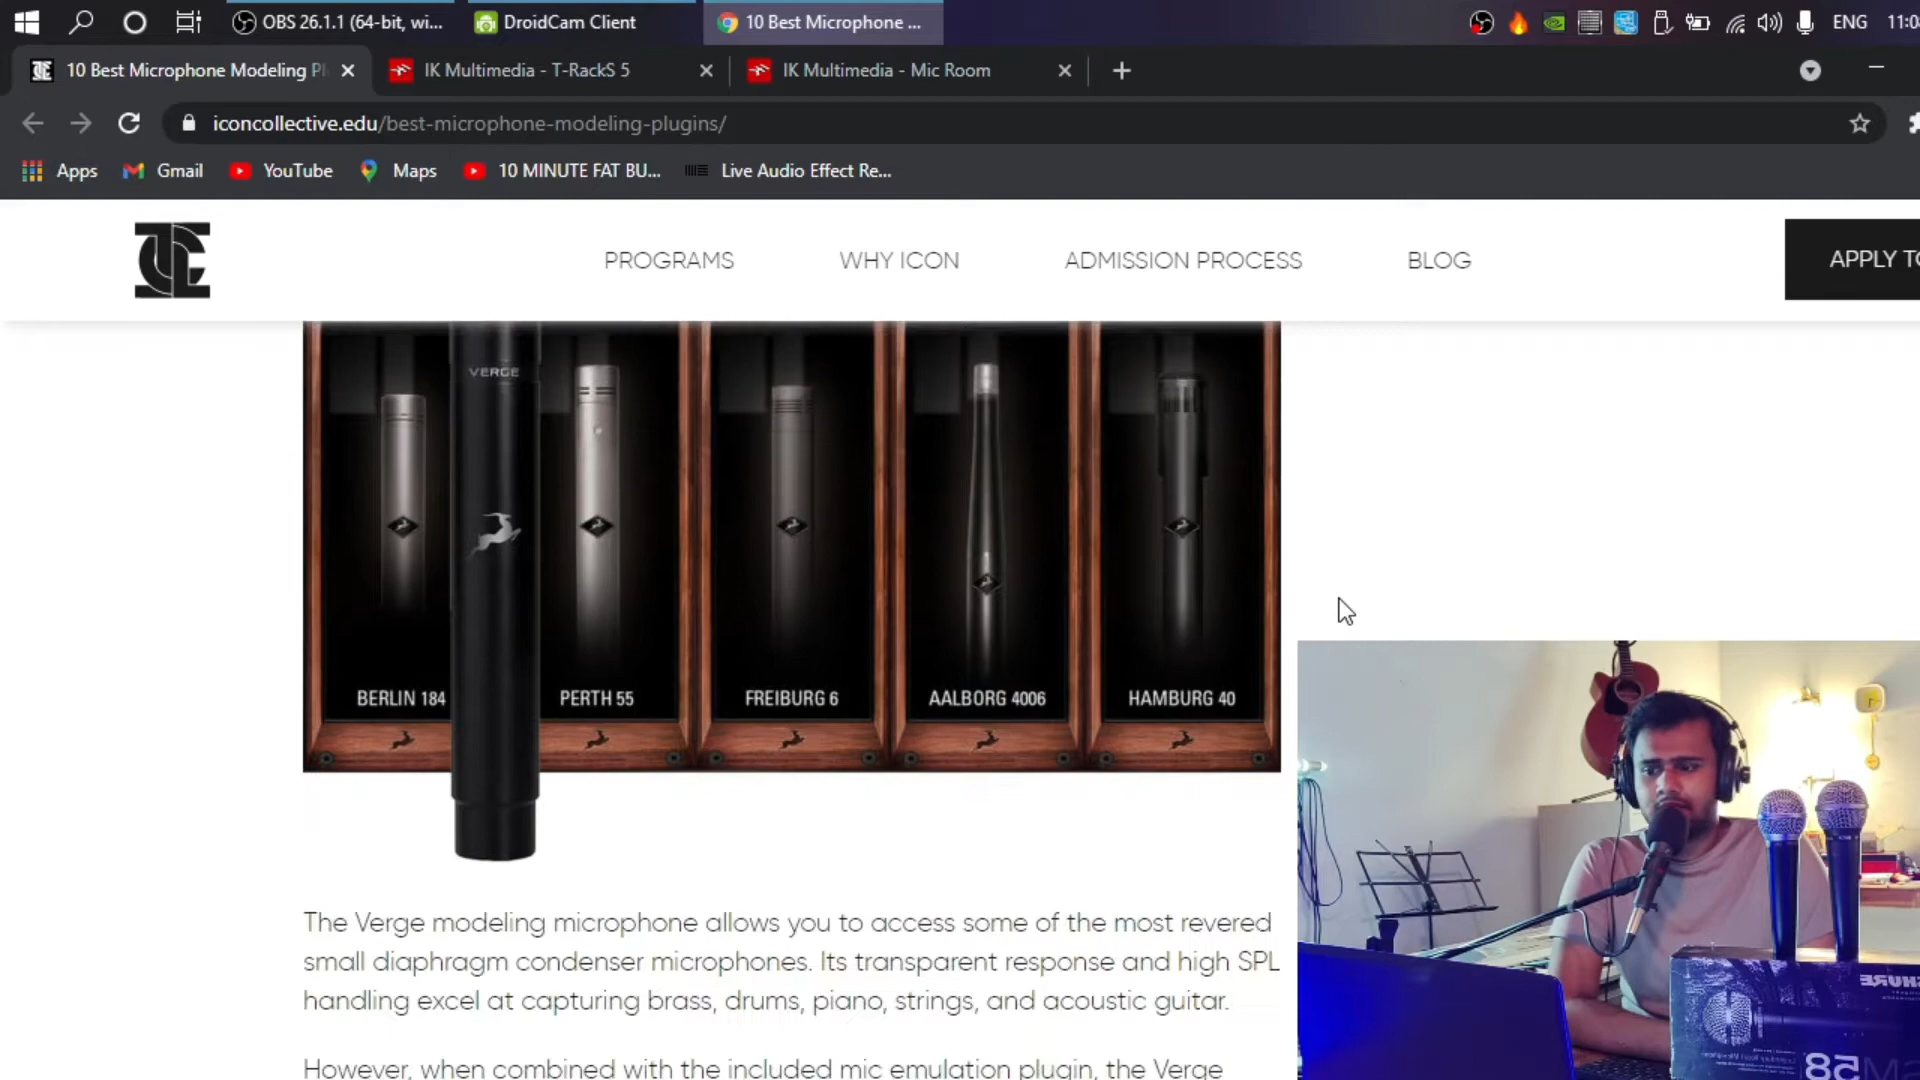 OBS 26.1.1 (64-bit, wi...
DroidCam Client
10 Best Microphone ...
ENG
11:0
10 Best Microphone Modeling Pl
IK Multimedia - T-RackS 5
IK Multimedia - Mic Room
iconcollective.edu/best-microphone-modeling-plugins/
Apps
Gmail
YouTube
Maps
10 MINUTE FAT BU...
Live Audio Effect Re...
PROGRAMS
WHY ICON
ADMISSION PROCESS
BLOG
APPLY TO
VERGE
BERLIN 184
PERTH 55
FREIBURG 6
AALBORG 4006
HAMBURG 40
The Verge modeling microphone allows you to access some of the most revered
small diaphragm condenser microphones. Its transparent response and high SPL
handling excel at capturing brass, drums, piano, strings, and acoustic guitar.
However, when combined with the included mic emulation plugin, the Verge
SHURE
SM58